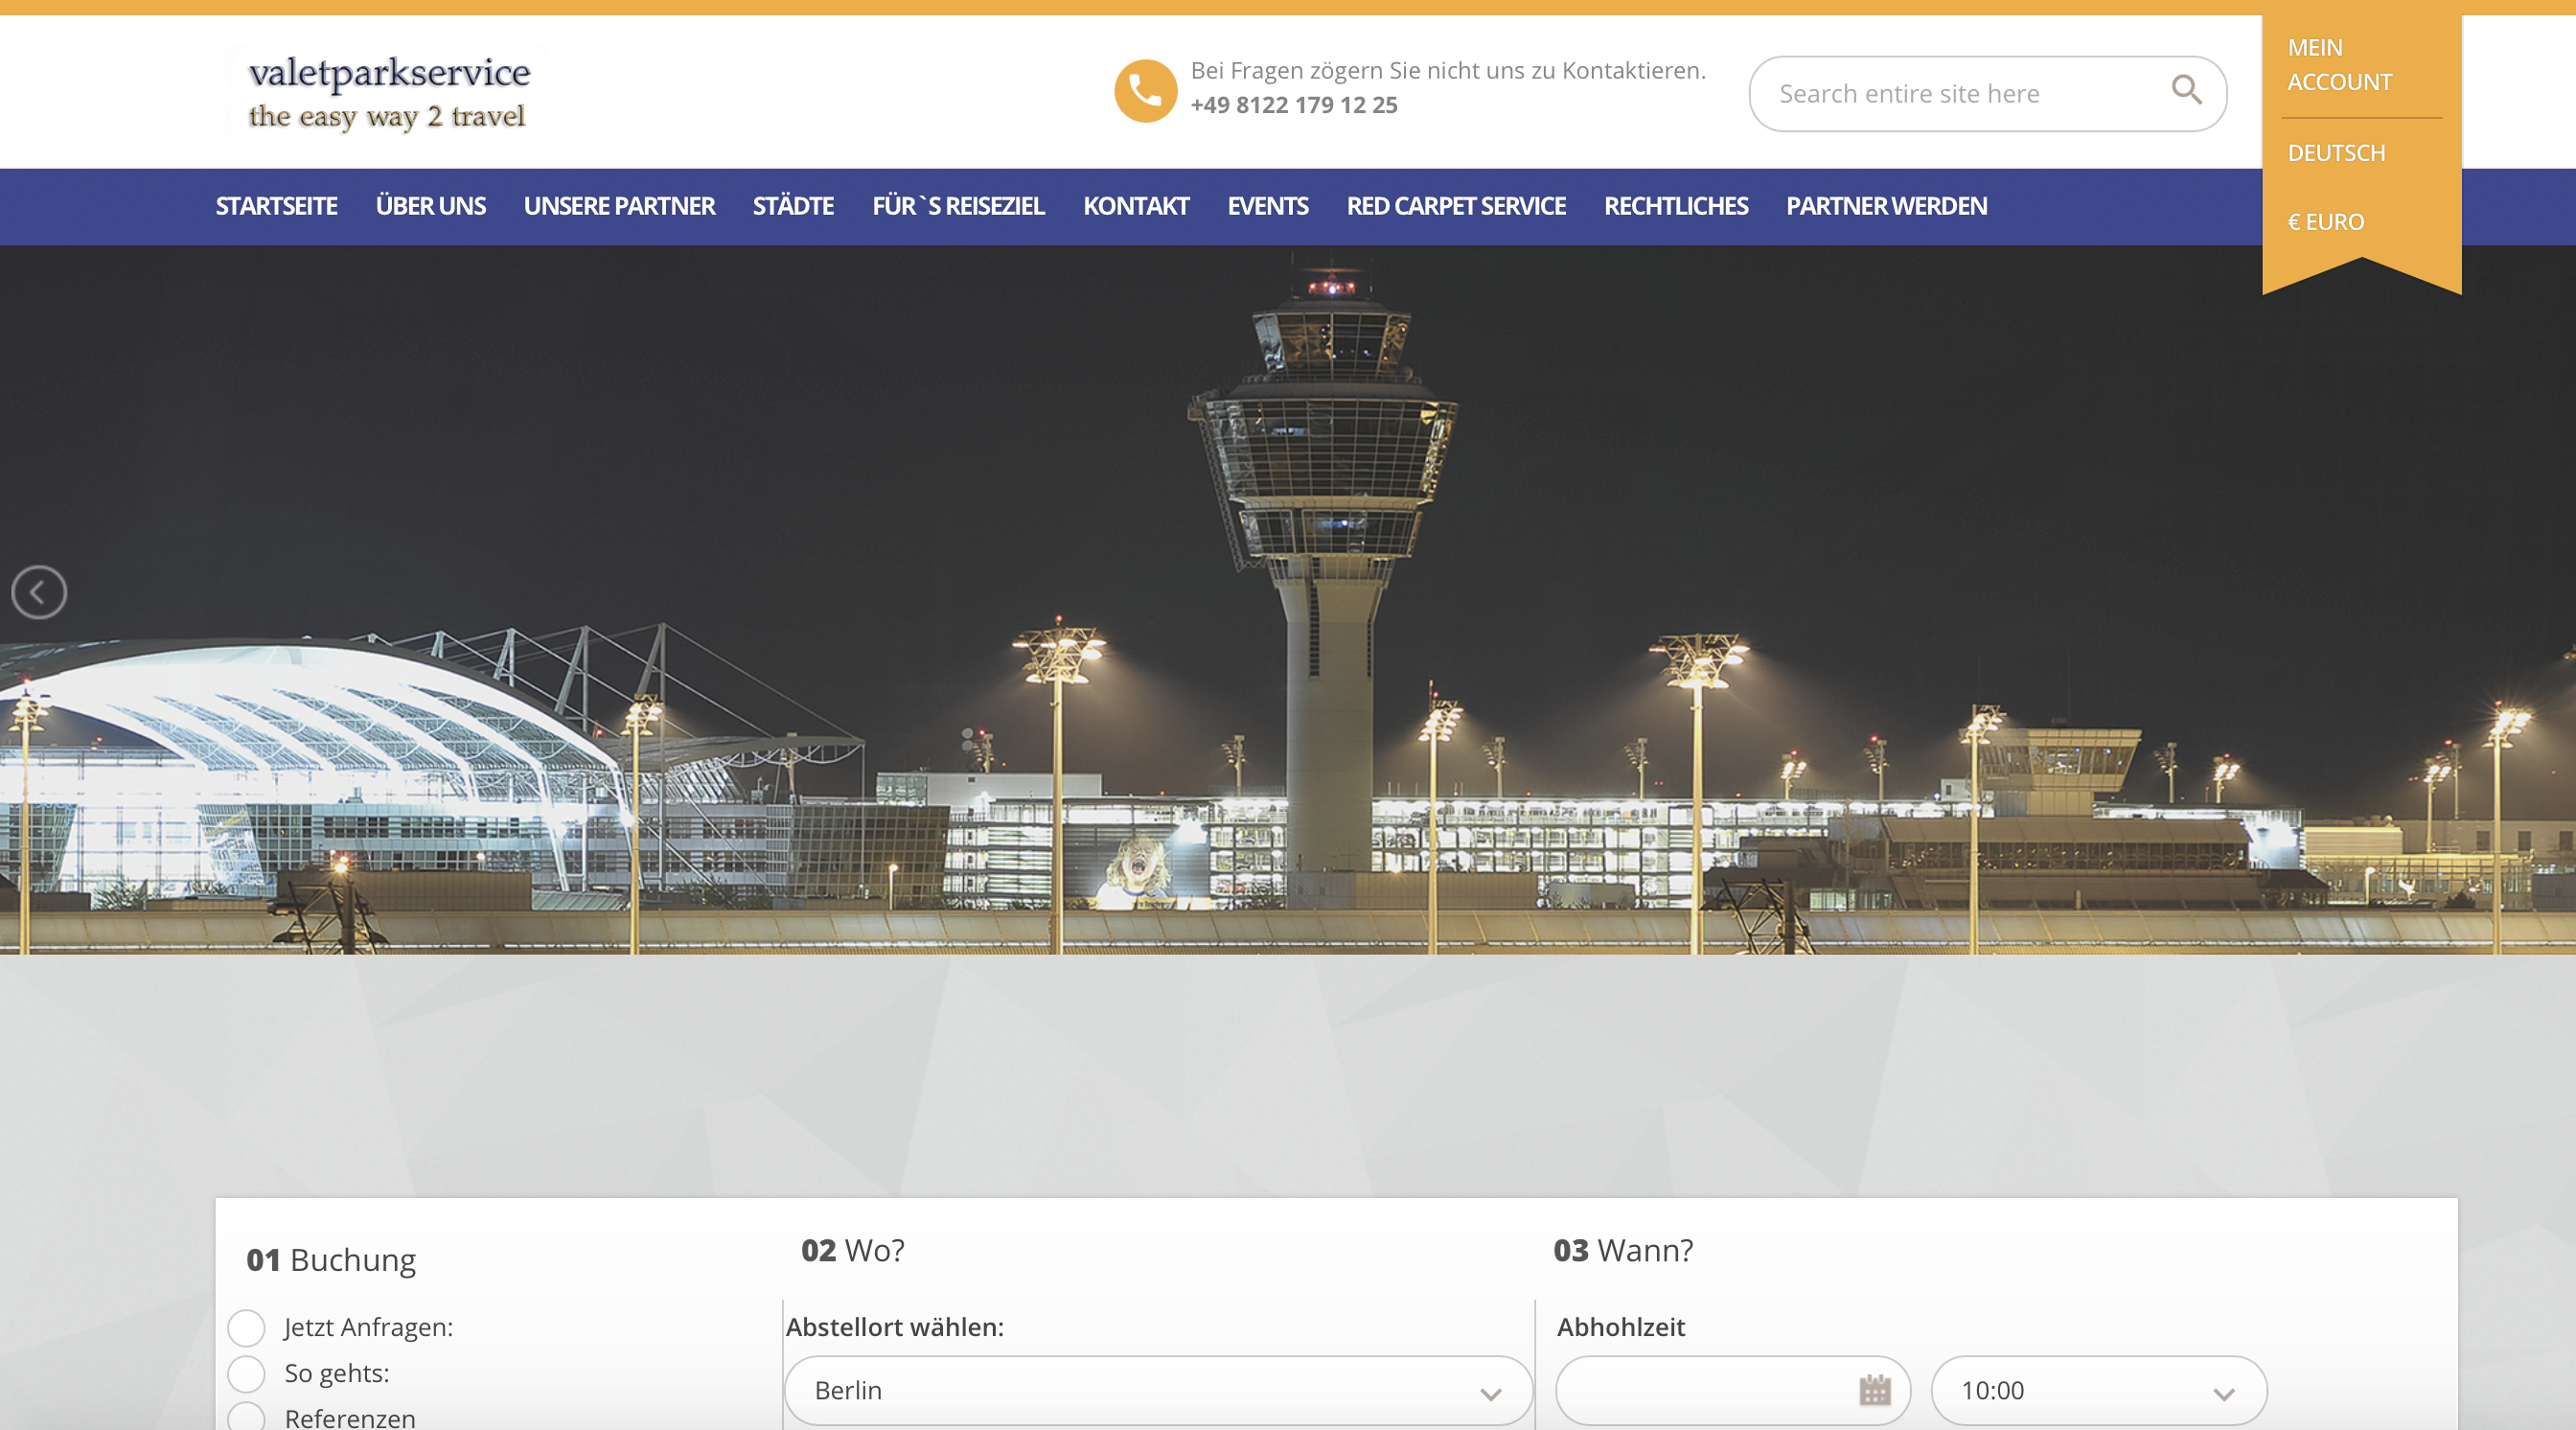 valetparkservice
the easy way 2 travel
Bei Fragen zögern Sie nicht uns zu Kontaktieren.
+49 8122 179 12 25
Search entire site here
MEIN
ACCOUNT
DEUTSCH
€ EURO
STARTSEITE ÜBER UNS UNSERE PARTNER STÄDTE FÜR`S REISEZIEL KONTAKT EVENTS RED CARPET SERVICE RECHTLICHES PARTNER WERDEN
01 Buchung
Jetzt Anfragen:
So gehts:
Referenzen
02 Wo?
Abstellort wählen:
Berlin
03 Wann?
Abhohlzeit
10:00